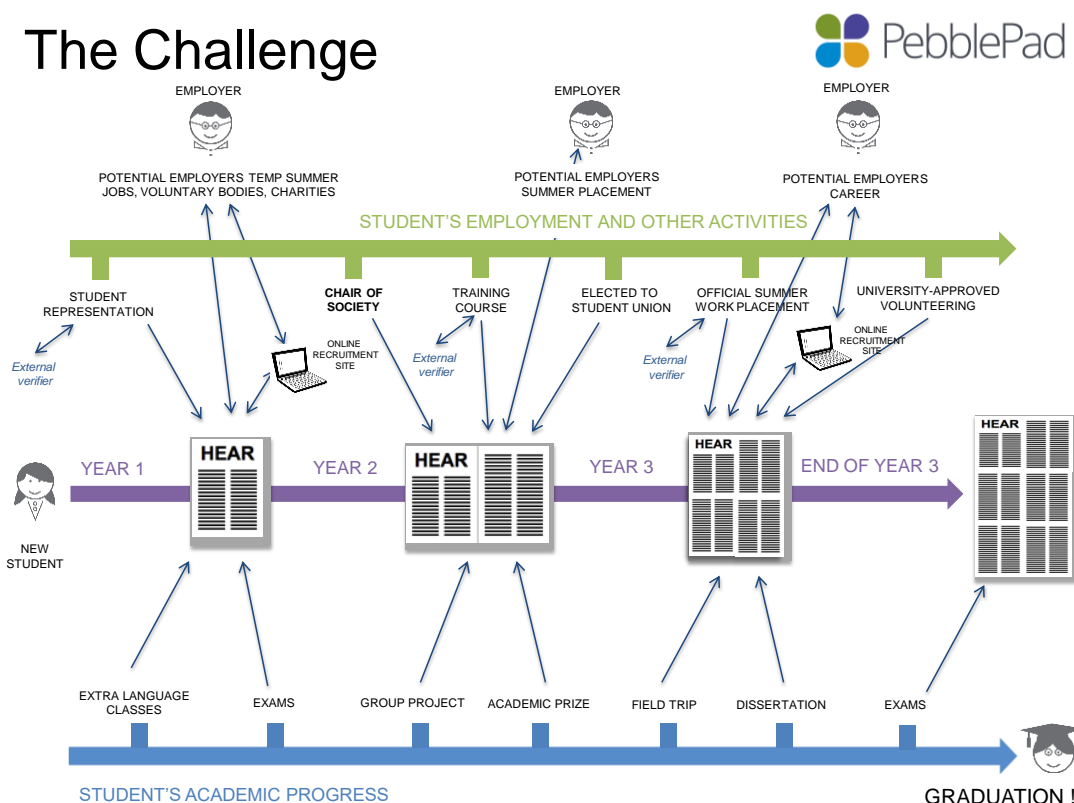 The Challenge
PebblePad
EMPLOYER
EMPLOYER
EMPLOYER
POTENTIAL EMPLOYERS TEMP SUMMER
JOBS, VOLUNTARY BODIES, CHARITIES
POTENTIAL EMPLOYERS
SUMMER PLACEMENT
POTENTIAL EMPLOYERS
CAREER
STUDENT'S EMPLOYMENT AND OTHER ACTIVITIES
STUDENT
REPRESENTATION
CHAIR OF
SOCIETY
TRAINING
COURSE
ELECTED TO
STUDENT UNION
OFFICIAL SUMMER
WORK PLACEMENT
UNIVERSITY-APPROVED
VOLUNTEERING
External
verifier
ONLINE
RECRUITMENT
SITE
External
verifier
External
verifier
ONLINE
RECRUITMENT
SITE
YEAR 1
HEAR
YEAR 2
HEAR
YEAR 3
HEAR
END OF YEAR 3
HEAR
NEW
STUDENT
EXTRA LANGUAGE
CLASSES
EXAMS
GROUP PROJECT
ACADEMIC PRIZE
FIELD TRIP
DISSERTATION
EXAMS
STUDENT'S ACADEMIC PROGRESS
GRADUATION !